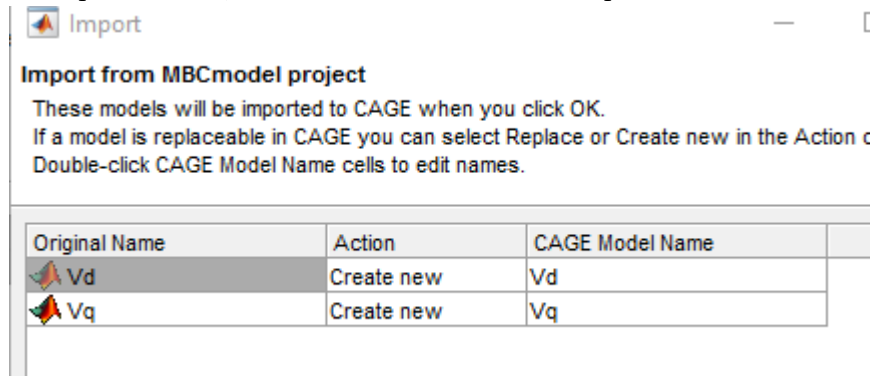 Import
Import from MBCmodel project
These models will be imported to CAGE when you click OK.
If a model is replaceable in CAGE you can select Replace or Create new in the Action
Double-click CAGE Model Name cells to edit names.
Original Name Action CAGE Model Name
Vd Create new Vd
Vq Create new Vq